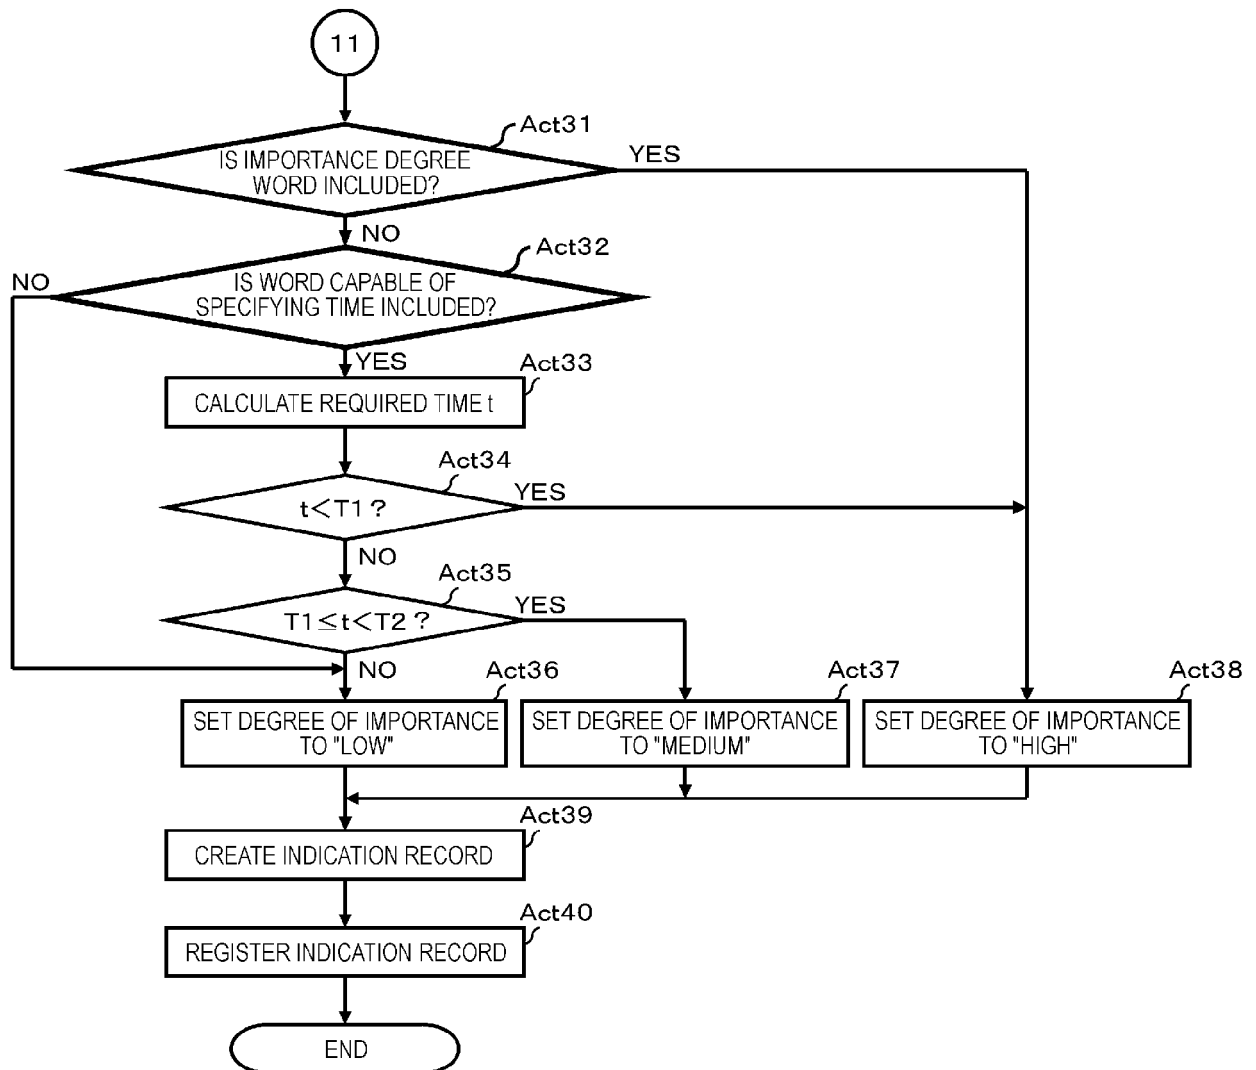 11
Act31
IS IMPORTANCE DEGREE
WORD INCLUDED?
YES
NO
Act32
IS WORD CAPABLE OF
SPECIFYING TIME INCLUDED?
NO
YES
Act33
CALCULATE REQUIRED TIME t
Act34
t<T1?
YES
NO
Act35
T1≦t<T2?
YES
NO
Act36
SET DEGREE OF IMPORTANCE
TO "LOW"
Act37
SET DEGREE OF IMPORTANCE
TO "MEDIUM"
Act38
SET DEGREE OF IMPORTANCE
TO "HIGH"
Act39
CREATE INDICATION RECORD
Act40
REGISTER INDICATION RECORD
END